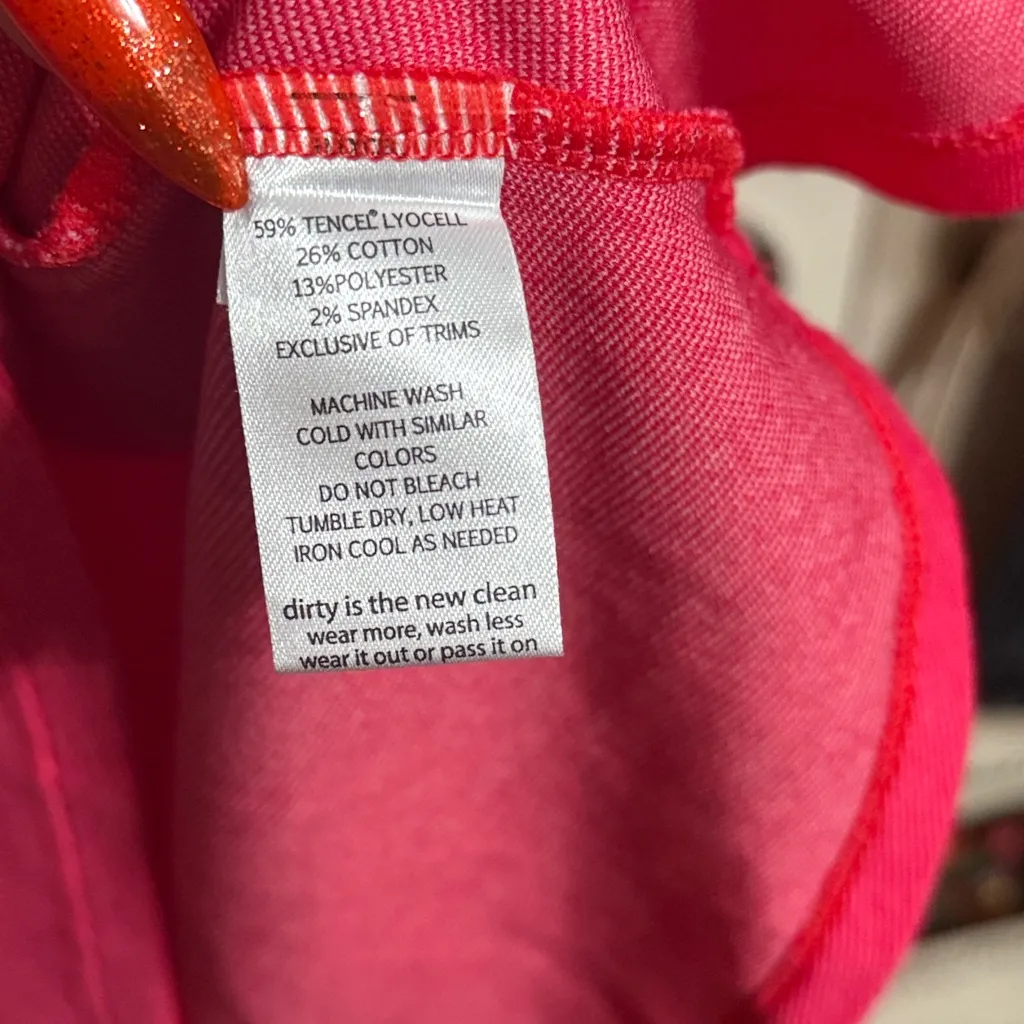 59% TENCEL® LYOCELL
26% COTTON
13%POLYESTER
2% SPANDEX
EXCLUSIVE OF TRIMS
MACHINE WASH
COLD WITH SIMILAR
COLORS
DO NOT BLEACH
TUMBLE DRY, LOW HEAT
IRON COOL AS NEEDED
dirty is the new clean
wear more, wash less
wear it out or pass it on